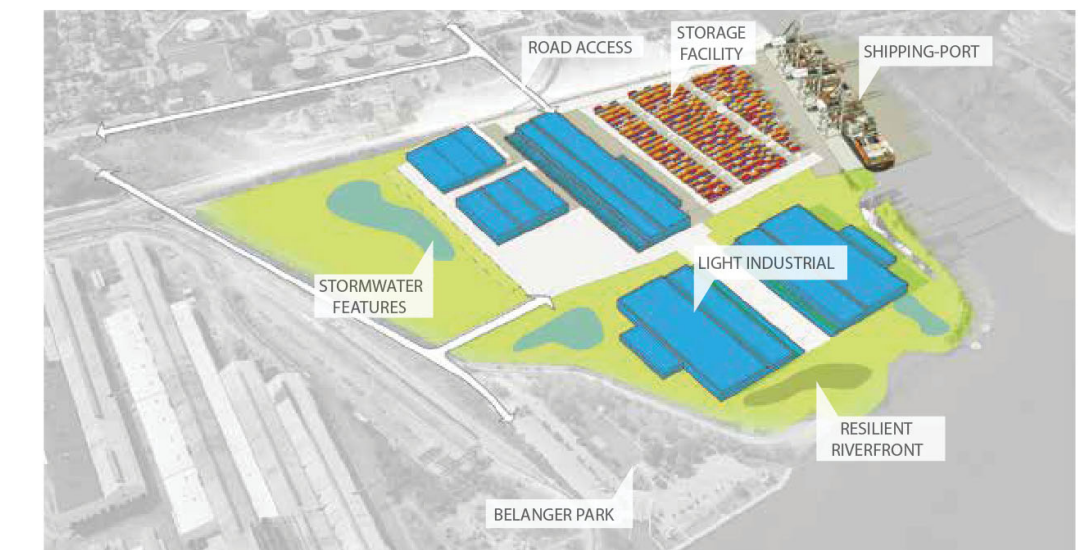 ROAD ACCESS
STORAGE
FACILITY
SHIPPING-PORT
LIGHT INDUSTRIAL
STORMWATER
FEATURES
RESILIENT
RIVERFRONT
BELANGER PARK